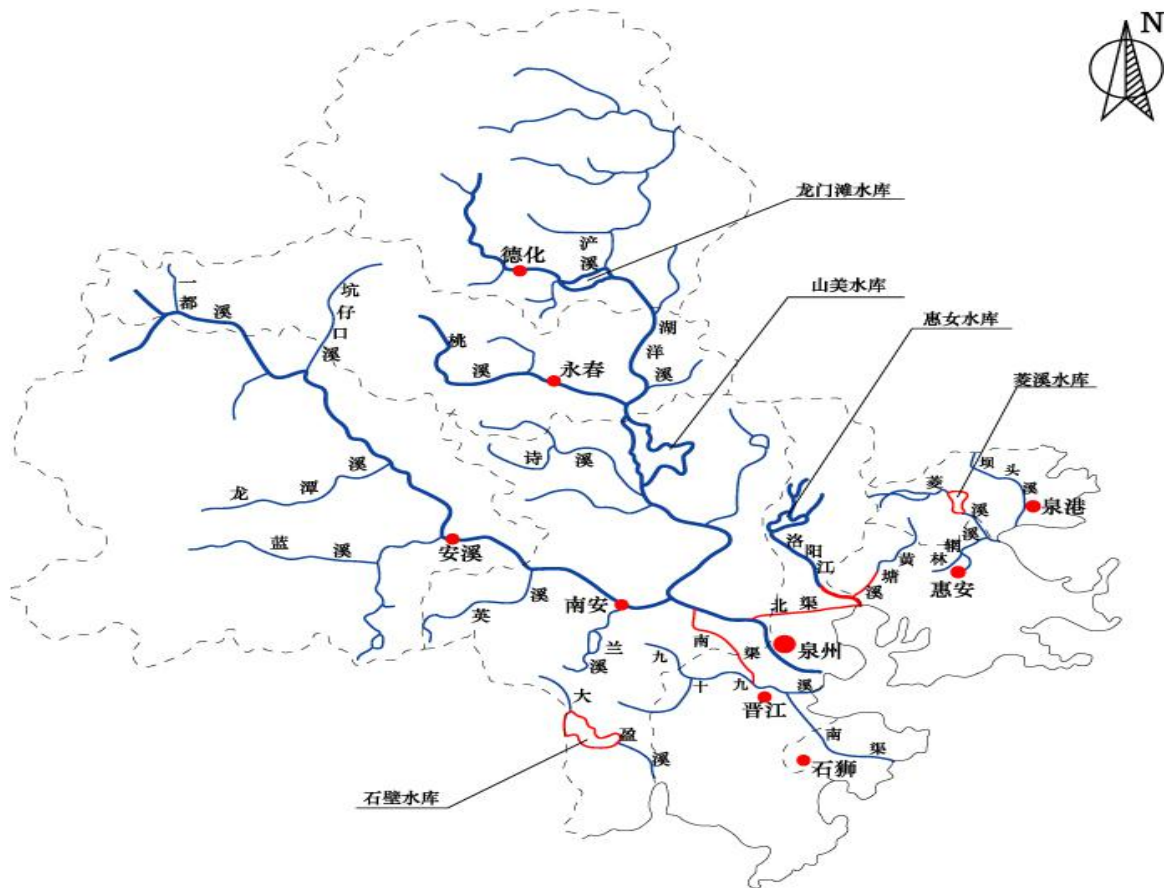 N
龙门滩水库
浐溪
德化
山美水库
一都溪
坑仔口溪
惠女水库
湖洋溪
桃溪
永春
菱溪水库
诗溪
坝头溪
菱溪
泉港
龙潭溪
洛阳江
蓝溪
安溪
黄塘溪
林辋溪
惠安
英溪
南安
北渠
兰溪
南渠
泉州
九十九溪
大盈溪
晋江
南渠
石狮
石壁水库